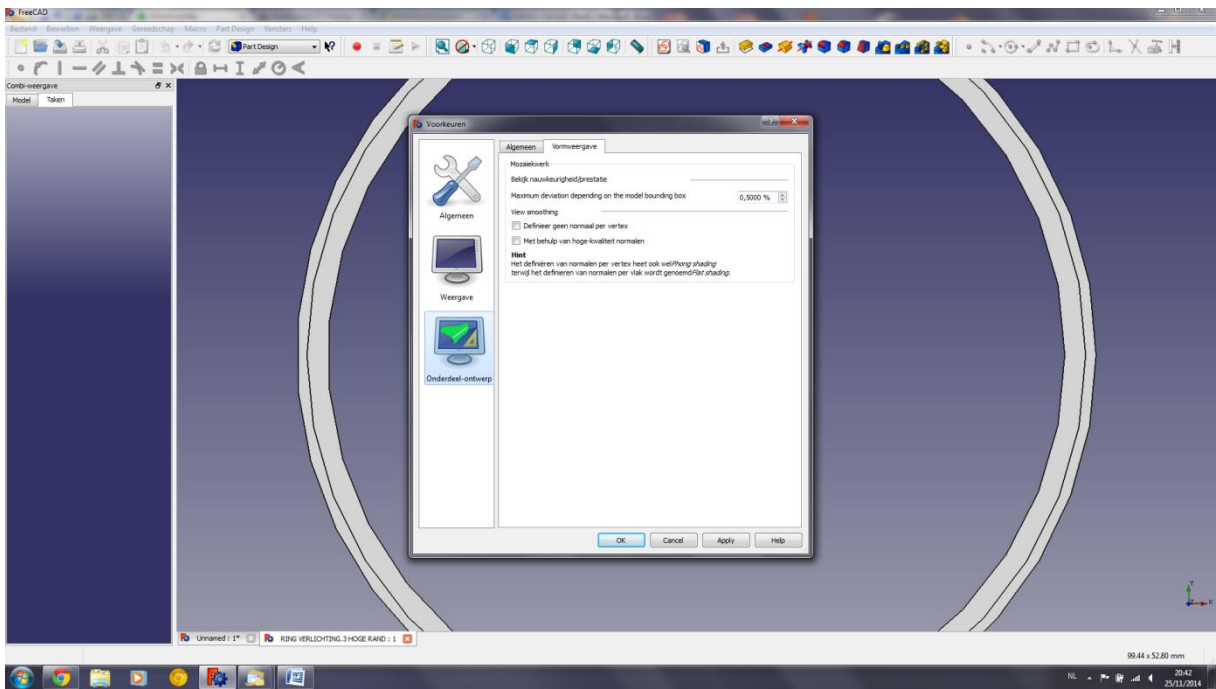 FreeCAD
Bestand Bewerken Weergave Gereedschap Macro Part Design Vensters Help
Part Design
Combi-weergave
Model Taken
Voorkeuren
Algemeen
Weergave
Onderdeel-ontwerp
Algemeen Vormweergave
Mozaïekwerk
Bekijk nauwkeurigheid/prestatie
Maximum deviation depending on the model bounding box 0,5000 %
View smoothing
Definieer geen normaal per vertex
Met behulp van hoge-kwaliteit normalen
Hint
Het definiëren van normalen per vertex heet ook welPhong shading
terwijl het definieren van normalen per vlak wordt genoemdFlat shading.
OK Cancel Apply Help
Y
X
Unnamed : 1* RING VERLICHTING.3 HOGE RAND : 1
99.44 x 52.80 mm
NL 20:42
25/11/2014